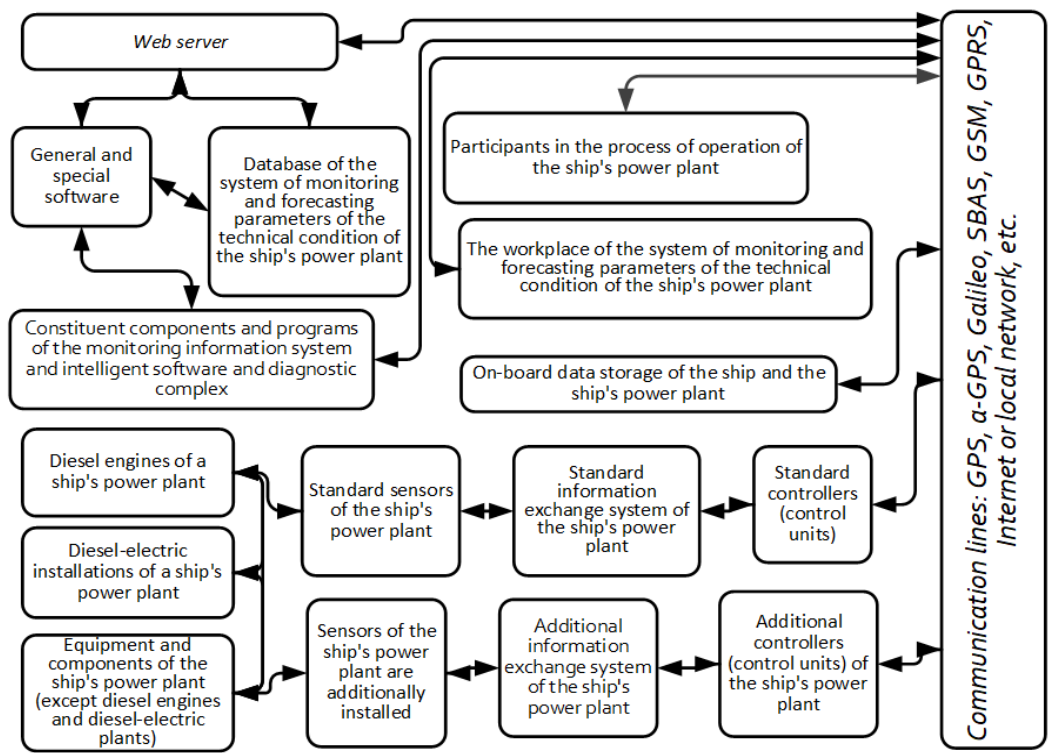 Web server
General and
special
software
Database of the
system of monitoring
and forecasting
parameters of the
technical condition of
the ship's power plant
Participants in the process of operation of
the ship's power plant
The workplace of the system of monitoring and
forecasting parameters of the technical
condition of the ship's power plant
Constituent components and programs
of the monitoring information system
and intelligent software and diagnostic
complex
On-board data storage of the ship and the
ship's power plant
Diesel engines of a
ship's power plant
Standard sensors
of the ship's
power plant
Standard
information
exchange system of
the ship's power
plant
Standard
controllers
(control
units)
Diesel-electric
installations of a ship's
power plant
Equipment and
components of the
ship's power plant
(except diesel engines
and diesel-electric
plants)
Sensors of the
ship's power
plant are
additionally
installed
Additional
information
exchange system
of the ship's
power plant
Additional
controllers
(control units) of
the ship's power
plant
Communication lines: GPS, α-GPS, Galileo, SBAS, GSM, GPRS,
Internet or local network, etc.